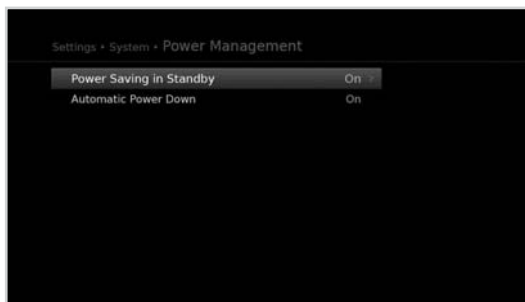 Settings • System • Power Management
Power Saving in Standby On >
Automatic Power Down On